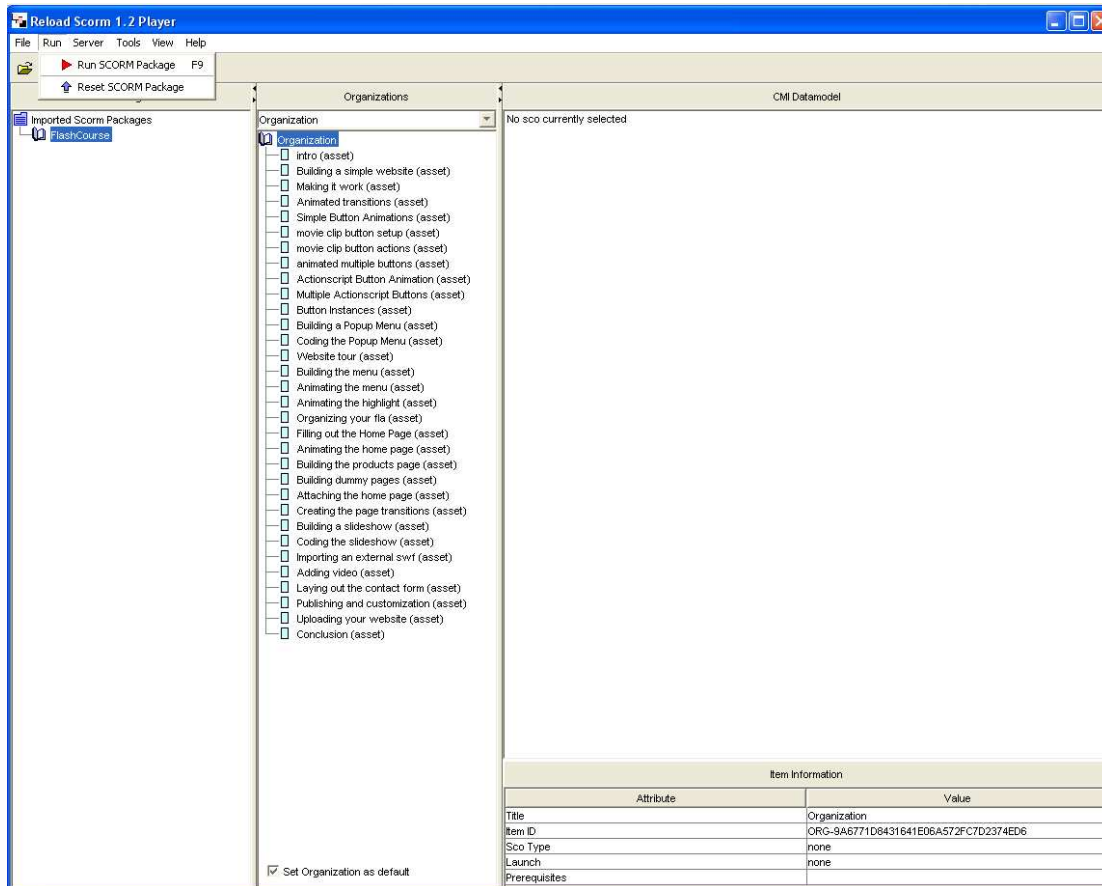 Reload Scorm 1.2 Player
File Run Server Tools View Help
Run SCORM Package F9
Reset SCORM Package
Organizations
CMI Datamodel
Imported Scorm Packages
FlashCourse
Organization
Organization
intro (asset)
Building a simple website (asset)
Making it work (asset)
Animated transitions (asset)
Simple Button Animations (asset)
movie clip button setup (asset)
movie clip button actions (asset)
animated multiple buttons (asset)
Actionscript Button Animation (asset)
Multiple Actionscript Buttons (asset)
Button Instances (asset)
Building a Popup Menu (asset)
Coding the Popup Menu (asset)
Website tour (asset)
Building the menu (asset)
Animating the menu (asset)
Animating the highlight (asset)
Organizing your fla (asset)
Filling out the Home Page (asset)
Animating the home page (asset)
Building the products page (asset)
Building dummy pages (asset)
Attaching the home page (asset)
Creating the page transitions (asset)
Building a slideshow (asset)
Coding the slideshow (asset)
Importing an external swf (asset)
Adding video (asset)
Laying out the contact form (asset)
Publishing and customization (asset)
Uploading your website (asset)
Conclusion (asset)
Set Organization as default
No sco currently selected
Item Information
Attribute Value
Title Organization
Item ID ORG-9A6771D8431641E06A572FC7D2374ED6
Sco Type none
Launch none
Prerequisites